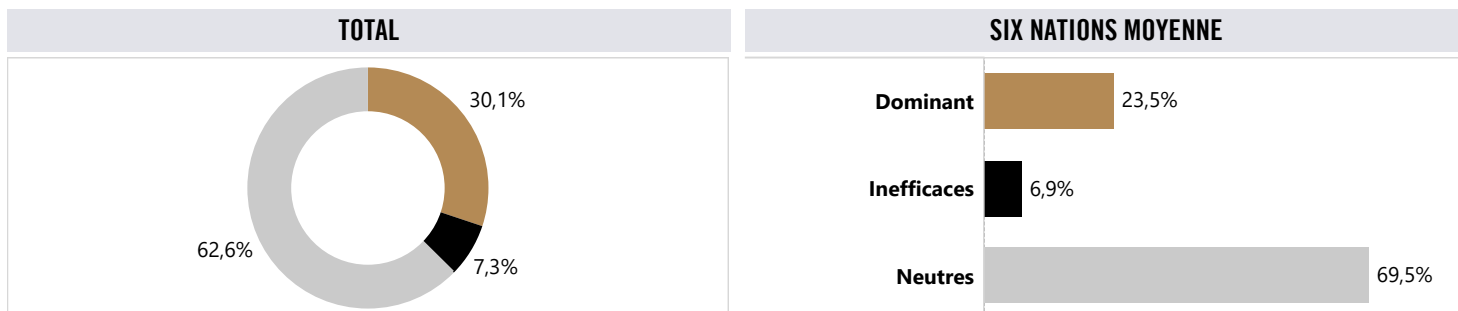 TOTAL
30,1%
7,3%
62,6%
SIX NATIONS MOYENNE
Dominant 23,5%
Inefficaces 6,9%
Neutres 69,5%